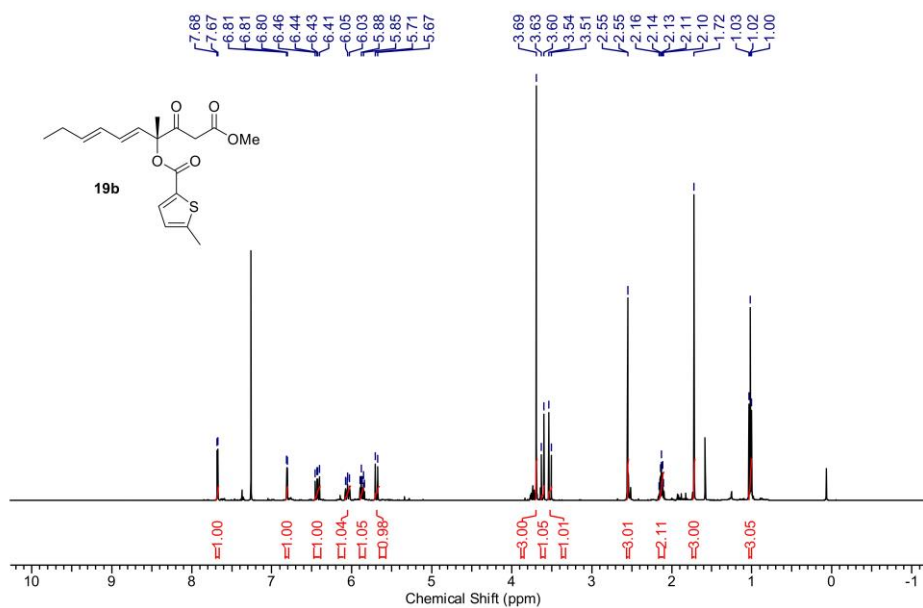 7.68 7.67 6.81 6.81 6.80 6.46 6.44 6.43 6.41 6.05 6.03 5.88 5.85 5.71 5.67 3.69 3.63 3.60 3.54 3.51 2.55 2.55 2.16 2.14 2.13 2.11 2.10 1.72 1.03 1.02 1.00
O O
OMe
O O
19b
S
1.00 1.00 1.00 1.04 1.05 0.98 3.00 1.05 1.01 3.01 2.11 3.00 3.05
10 9 8 7 6 5 4 3 2 1 0 -1
Chemical Shift (ppm)